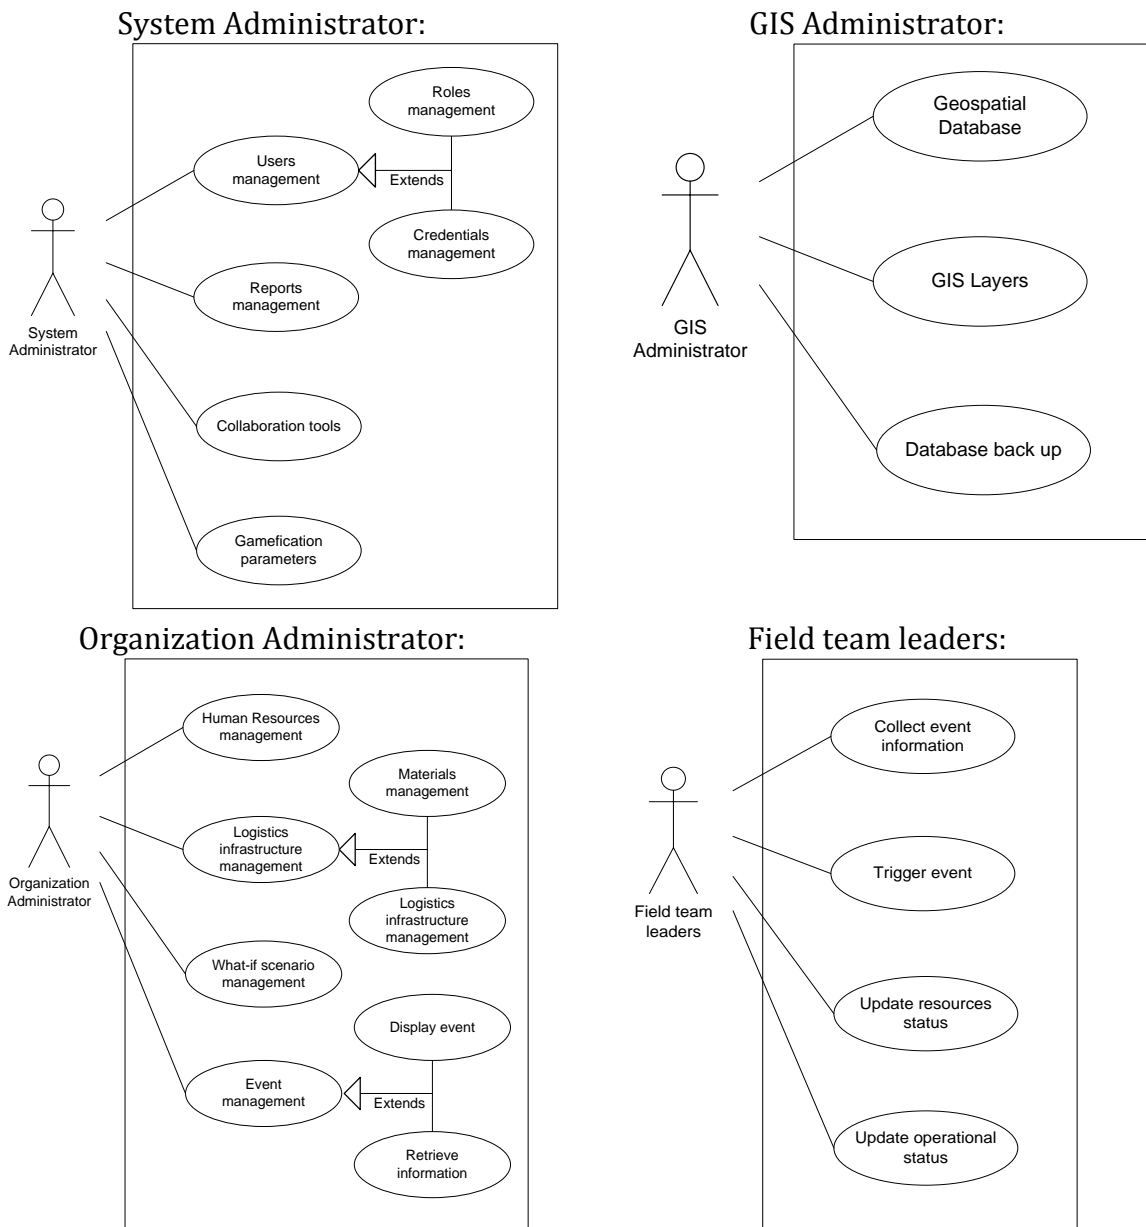 System Administrator:
Roles
management
Users
management
Extends
Credentials
management
Reports
management
System
Administrator
Collaboration tools
Gamefication
parameters
GIS Administrator:
Geospatial
Database
GIS Layers
GIS
Administrator
Database back up
Organization Administrator:
Human Resources
management
Materials
management
Logistics
infrastructure
management
Extends
Logistics
infrastructure
management
Organization
Administrator
What-if scenario
management
Display event
Event
management
Extends
Retrieve
information
Field team leaders:
Collect event
information
Trigger event
Field team
leaders
Update resources
status
Update operational
status